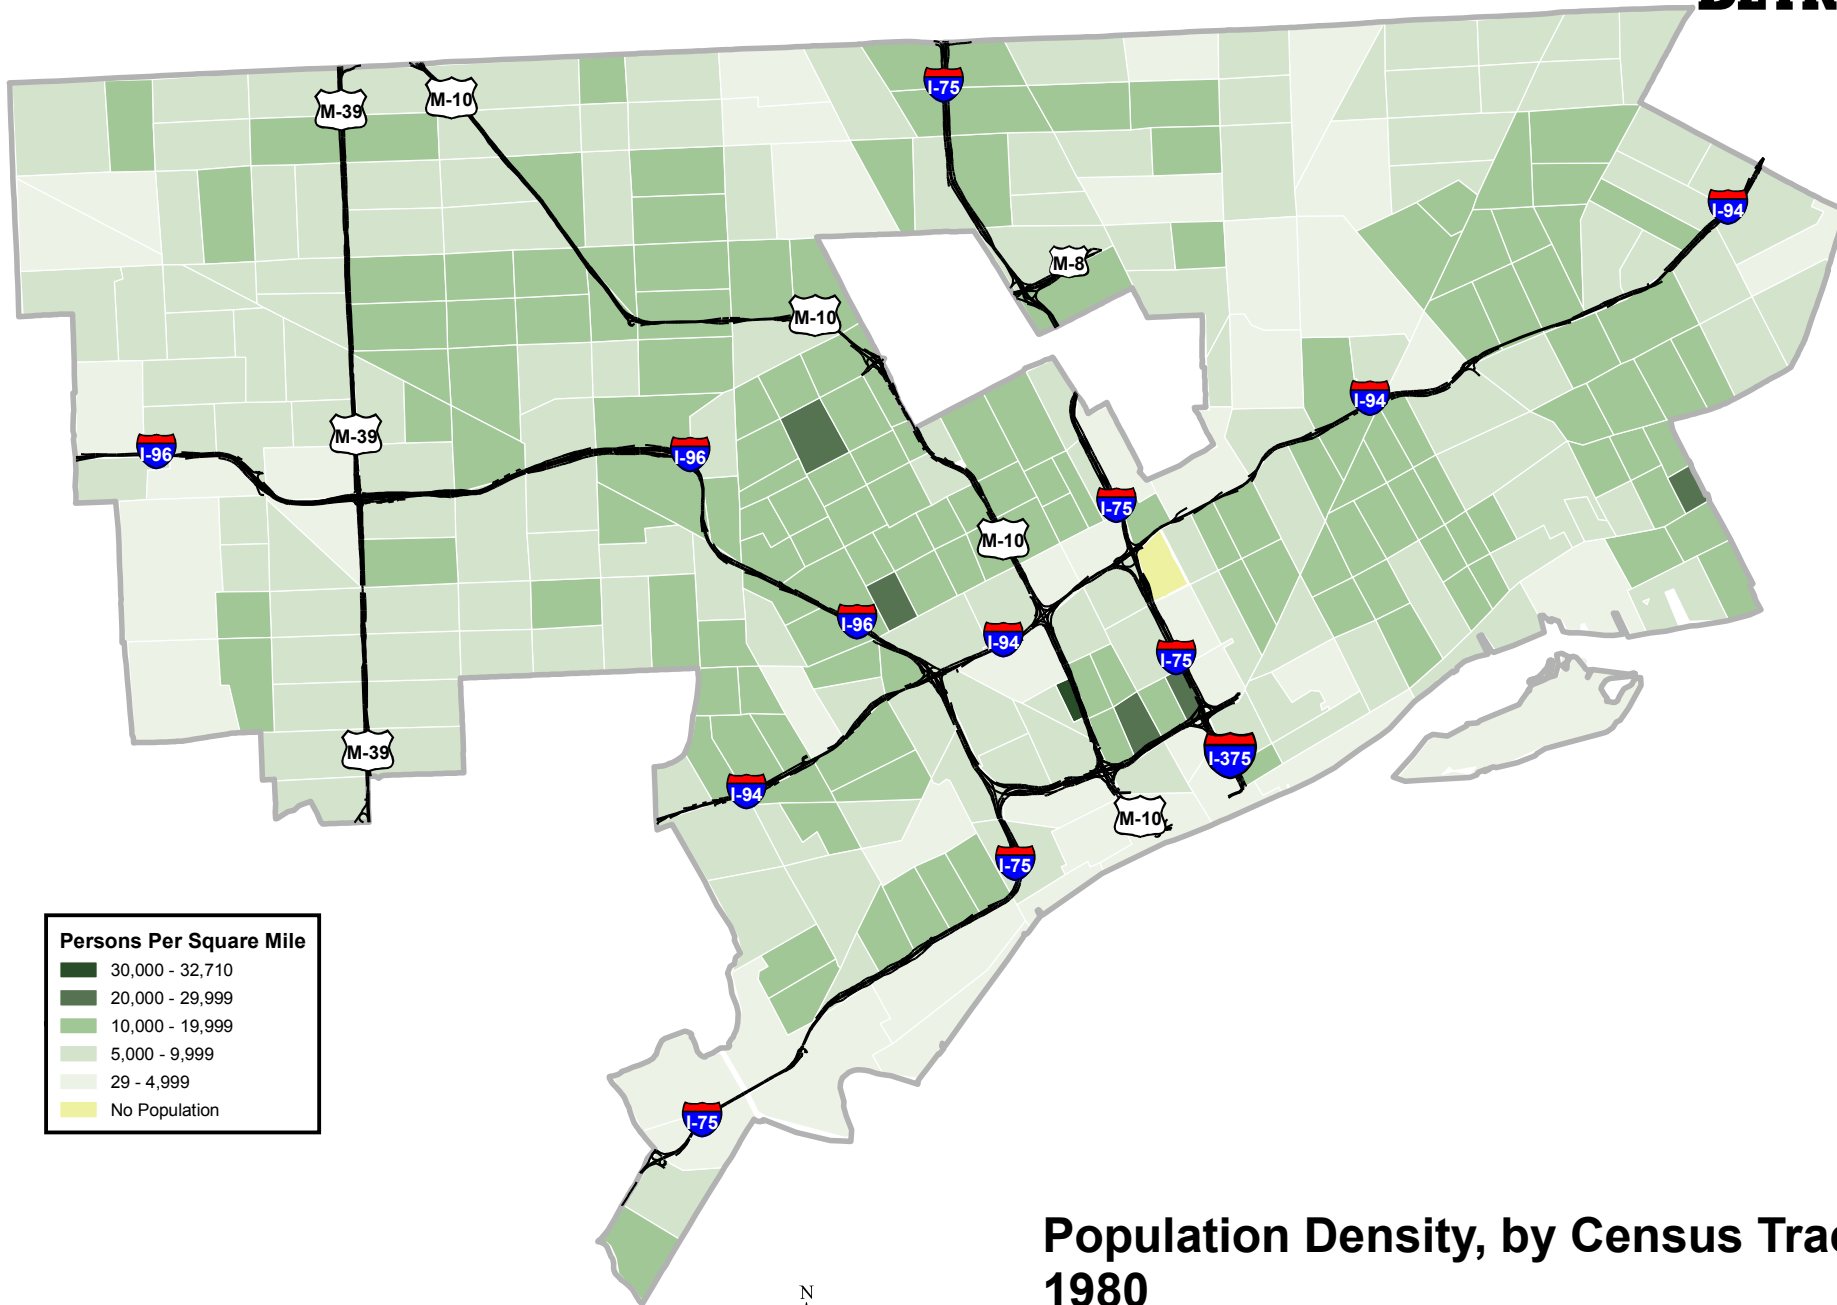 M-39
M-10
I-75
I-94
M-8
M-10
I-94
M-39
I-96
I-96
I-75
M-10
I-96
I-94
I-75
M-39
I-375
I-94
M-10
I-75
Persons Per Square Mile
30,000 - 32,710
20,000 - 29,999
10,000 - 19,999
5,000 - 9,999
29 - 4,999
No Population
I-75
Population Density, by Census Trac
1980
N